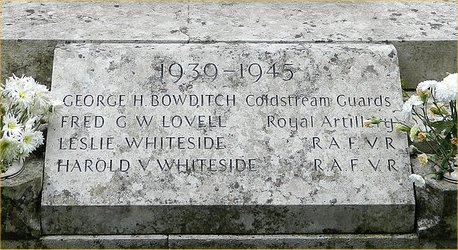 1939-1945
GEORGE H BOWDITCH Coldstream Guards
FRED G W LOVELL Royal Artillery
LESLIE WHITESIDE R.A.F.V.R
HAROLD V WHITESIDE R.A.F.V.R